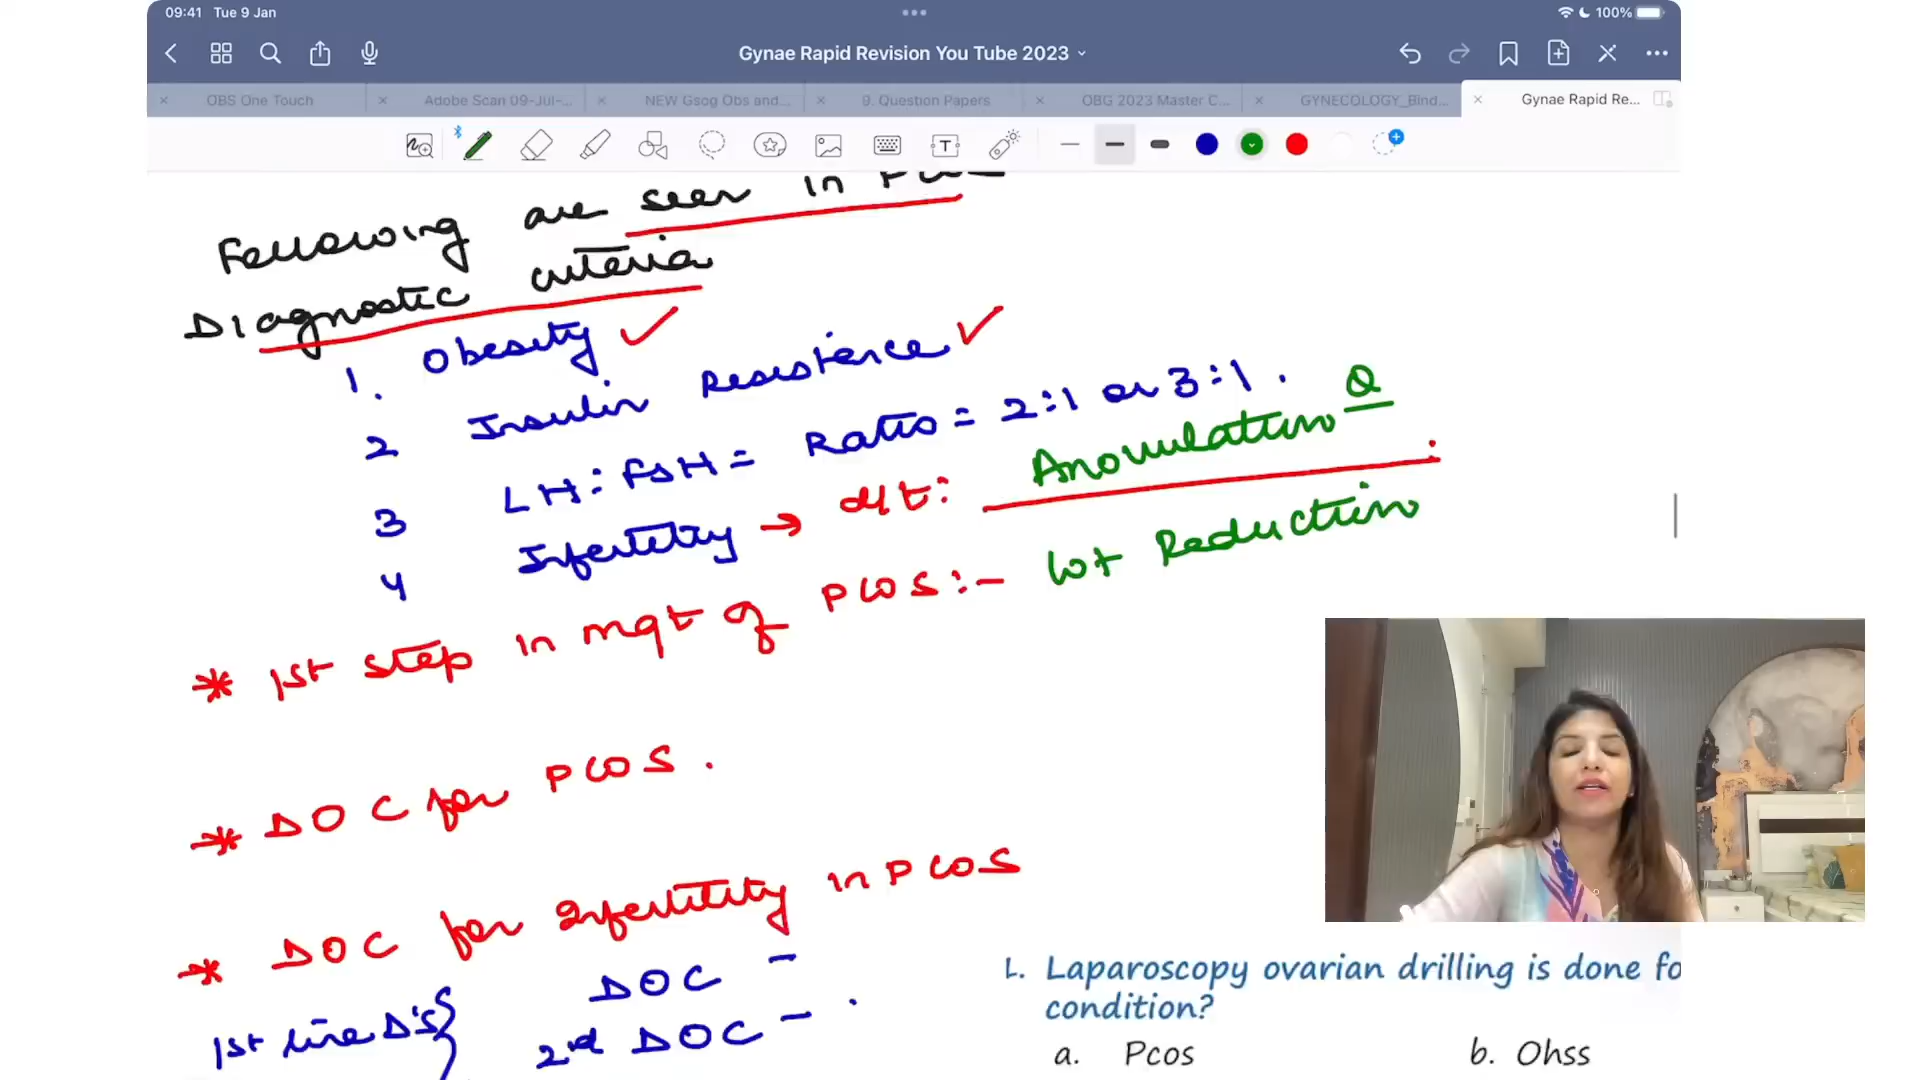 09:41 Tue 9 Jan
100%
Gynae Rapid Revision You Tube 2023
OBS One Touch
Adobe Scan 09-Jul-...
NEW Gsog Obs and...
9. Question Papers
OBG 2023 Master C...
GYNECOLOGY_Bind...
Gynae Rapid Re...
Following are seen in
Diagnostic criteria
1. Obesity ✓
2 Insulin Resistence ✓
3 LH:FSH = Ratio = 2:1 or 3:1.
4 Infertility → d/t: Anovulation Q
* 1st step in mgt of PCOS:- wt Reduction
* DOC for PCOS.
* DOC for Infertility in PCOS
1st line D's} DOC -
2nd DOC -
1. Laparoscopy ovarian drilling is done fo
condition?
a. Pcos b. Ohss